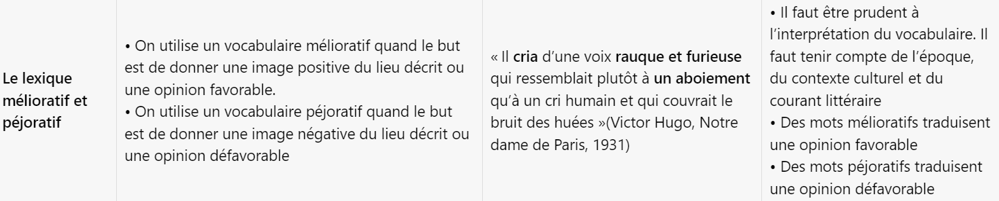 Le lexique
mélioratif et
péjoratif
• On utilise un vocabulaire mélioratif quand le but
est de donner une image positive du lieu décrit ou
une opinion favorable.
• On utilise un vocabulaire péjoratif quand le but
est de donner une image négative du lieu décrit ou
une opinion défavorable
« Il cria d’une voix rauque et furieuse
qui ressemblait plutôt à un aboiement
qu’à un cri humain et qui couvrait le
bruit des huées »(Victor Hugo, Notre
dame de Paris, 1931)
• Il faut être prudent à
l’interprétation du vocabulaire. Il
faut tenir compte de l’époque,
du contexte culturel et du
courant littéraire
• Des mots mélioratifs traduisent
une opinion favorable
• Des mots péjoratifs traduisent
une opinion défavorable